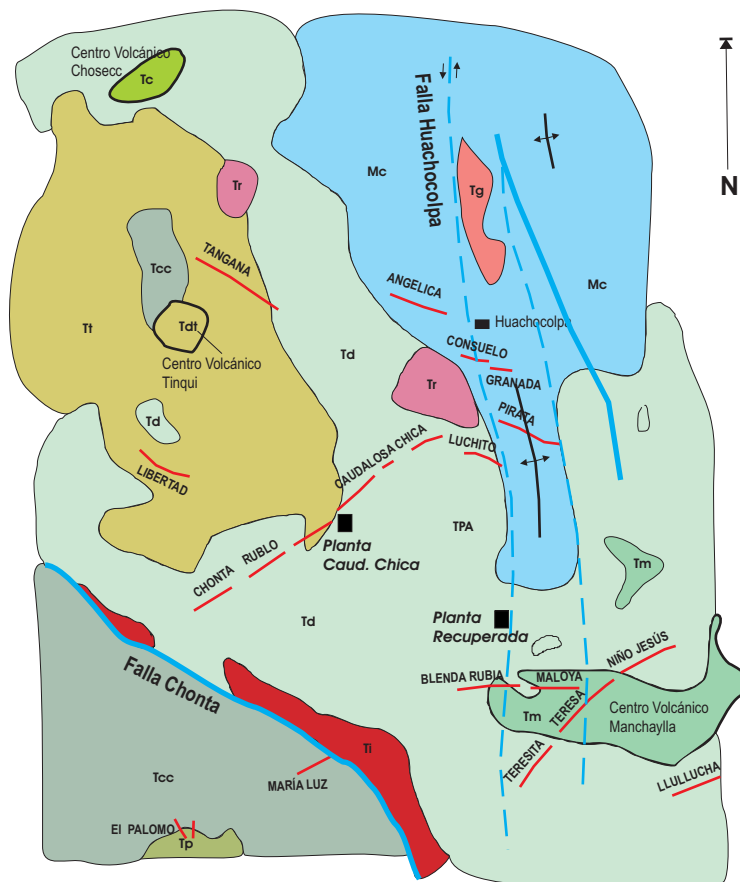 Centro Volcánico
Chosecc
Tc
Falla Huachocolpa
N
Mc
Tg
Tr
Tcc
TANGANA
ANGELICA
Mc
Huachocolpa
Tt
Tdt
Td
Centro Volcánico
Tinqui
CONSUELO
Tr
GRANADA
Td
PIRATA
LIBERTAD
CAUDALOSA CHICA
LUCHITO
Planta
Caud. Chica
TPA
CHONTA
RUBLO
Tm
Td
Planta
Recuperada
NIÑO JESÚS
Falla Chonta
BLENDA RUBIA
MALOYA
TERESA
Centro Volcánico
Manchaylla
Tm
TERESITA
Ti
Tcc
MARÍA LUZ
LLULLUCHA
El PALOMO
Tp